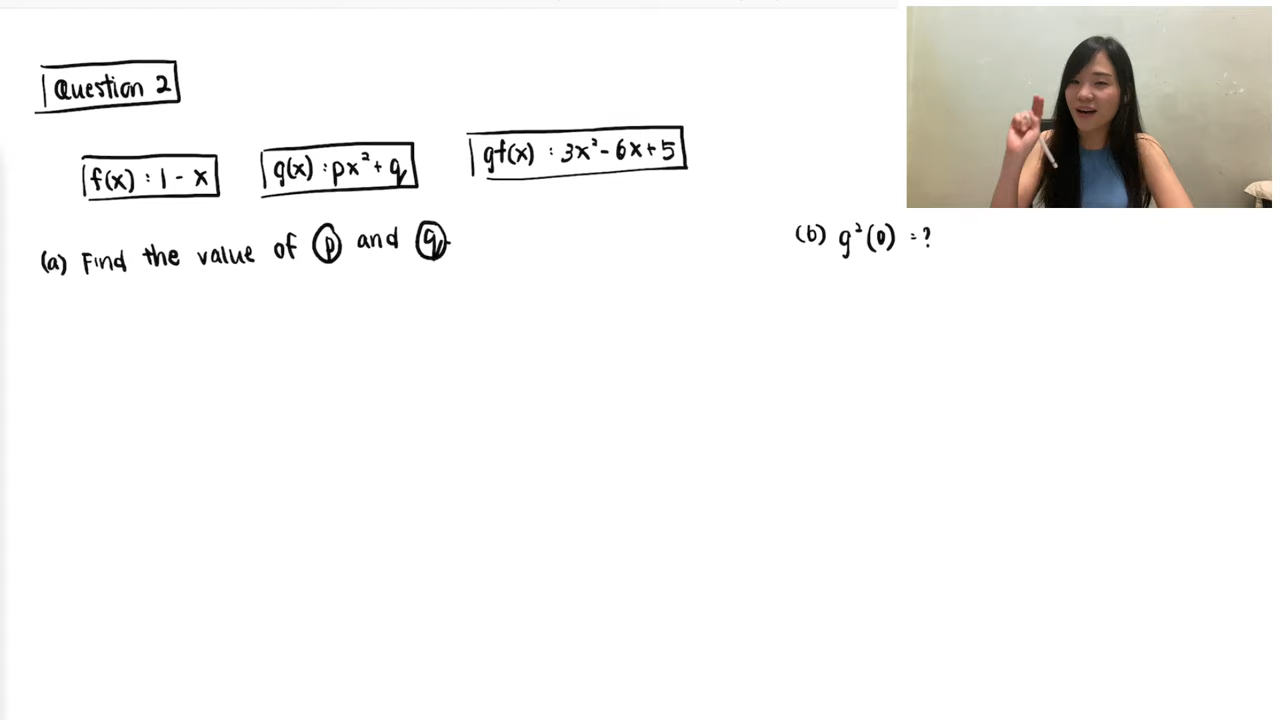 Question 2
f(x) : 1 - x
g(x) : px² + q
gf(x) : 3x² - 6x + 5
(a) Find the value of p and q.
(b) g²(0) = ?